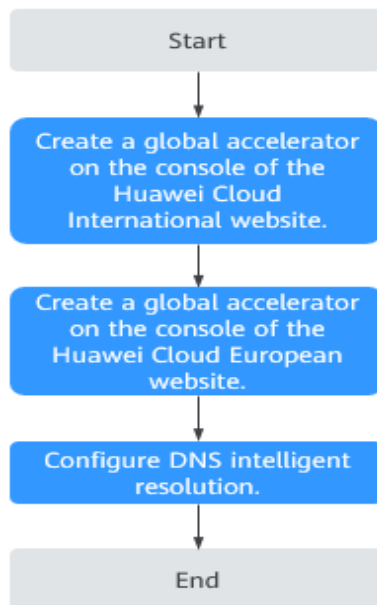 Start
Create a global accelerator
on the console of the
Huawei Cloud
International website.
Create a global accelerator
on the console of the
Huawei Cloud European
website.
Configure DNS intelligent
resolution.
End